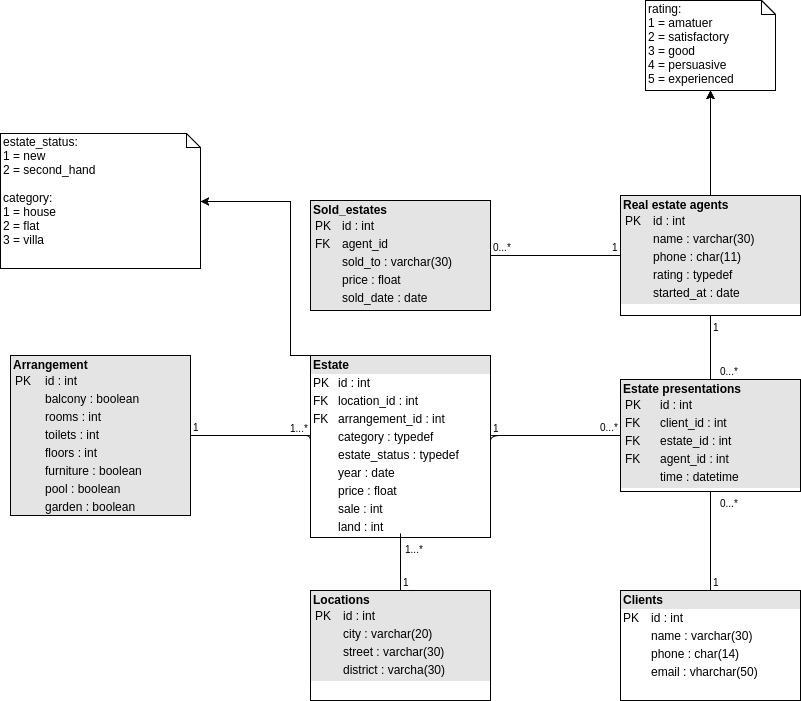 rating:
1 = amatuer
2 = satisfactory
3 = good
4 = persuasive
5 = experienced
estate_status:
1 = new
2 = second_hand
category:
1 = house
2 = flat
3 = villa
Sold_estates
PK id : int
FK agent_id
sold_to : varchar(30)
price : float
sold_date : date
0...*
1
Real estate agents
PK id : int
name : varchar(30)
phone : char(11)
rating : typedef
started_at : date
1
0...*
Arrangement
PK id : int
balcony : boolean
rooms : int
toilets : int
floors : int
furniture : boolean
pool : boolean
garden : boolean
1
1...*
Estate
PK id : int
FK location_id : int
FK arrangement_id : int
category : typedef
estate_status : typedef
year : date
price : float
sale : int
land : int
1
0...*
Estate presentations
PK id : int
FK client_id : int
FK estate_id : int
FK agent_id : int
time : datetime
0...*
1
1...*
1
Locations
PK id : int
city : varchar(20)
street : varchar(30)
district : varcha(30)
Clients
PK id : int
name : varchar(30)
phone : char(14)
email : vharchar(50)